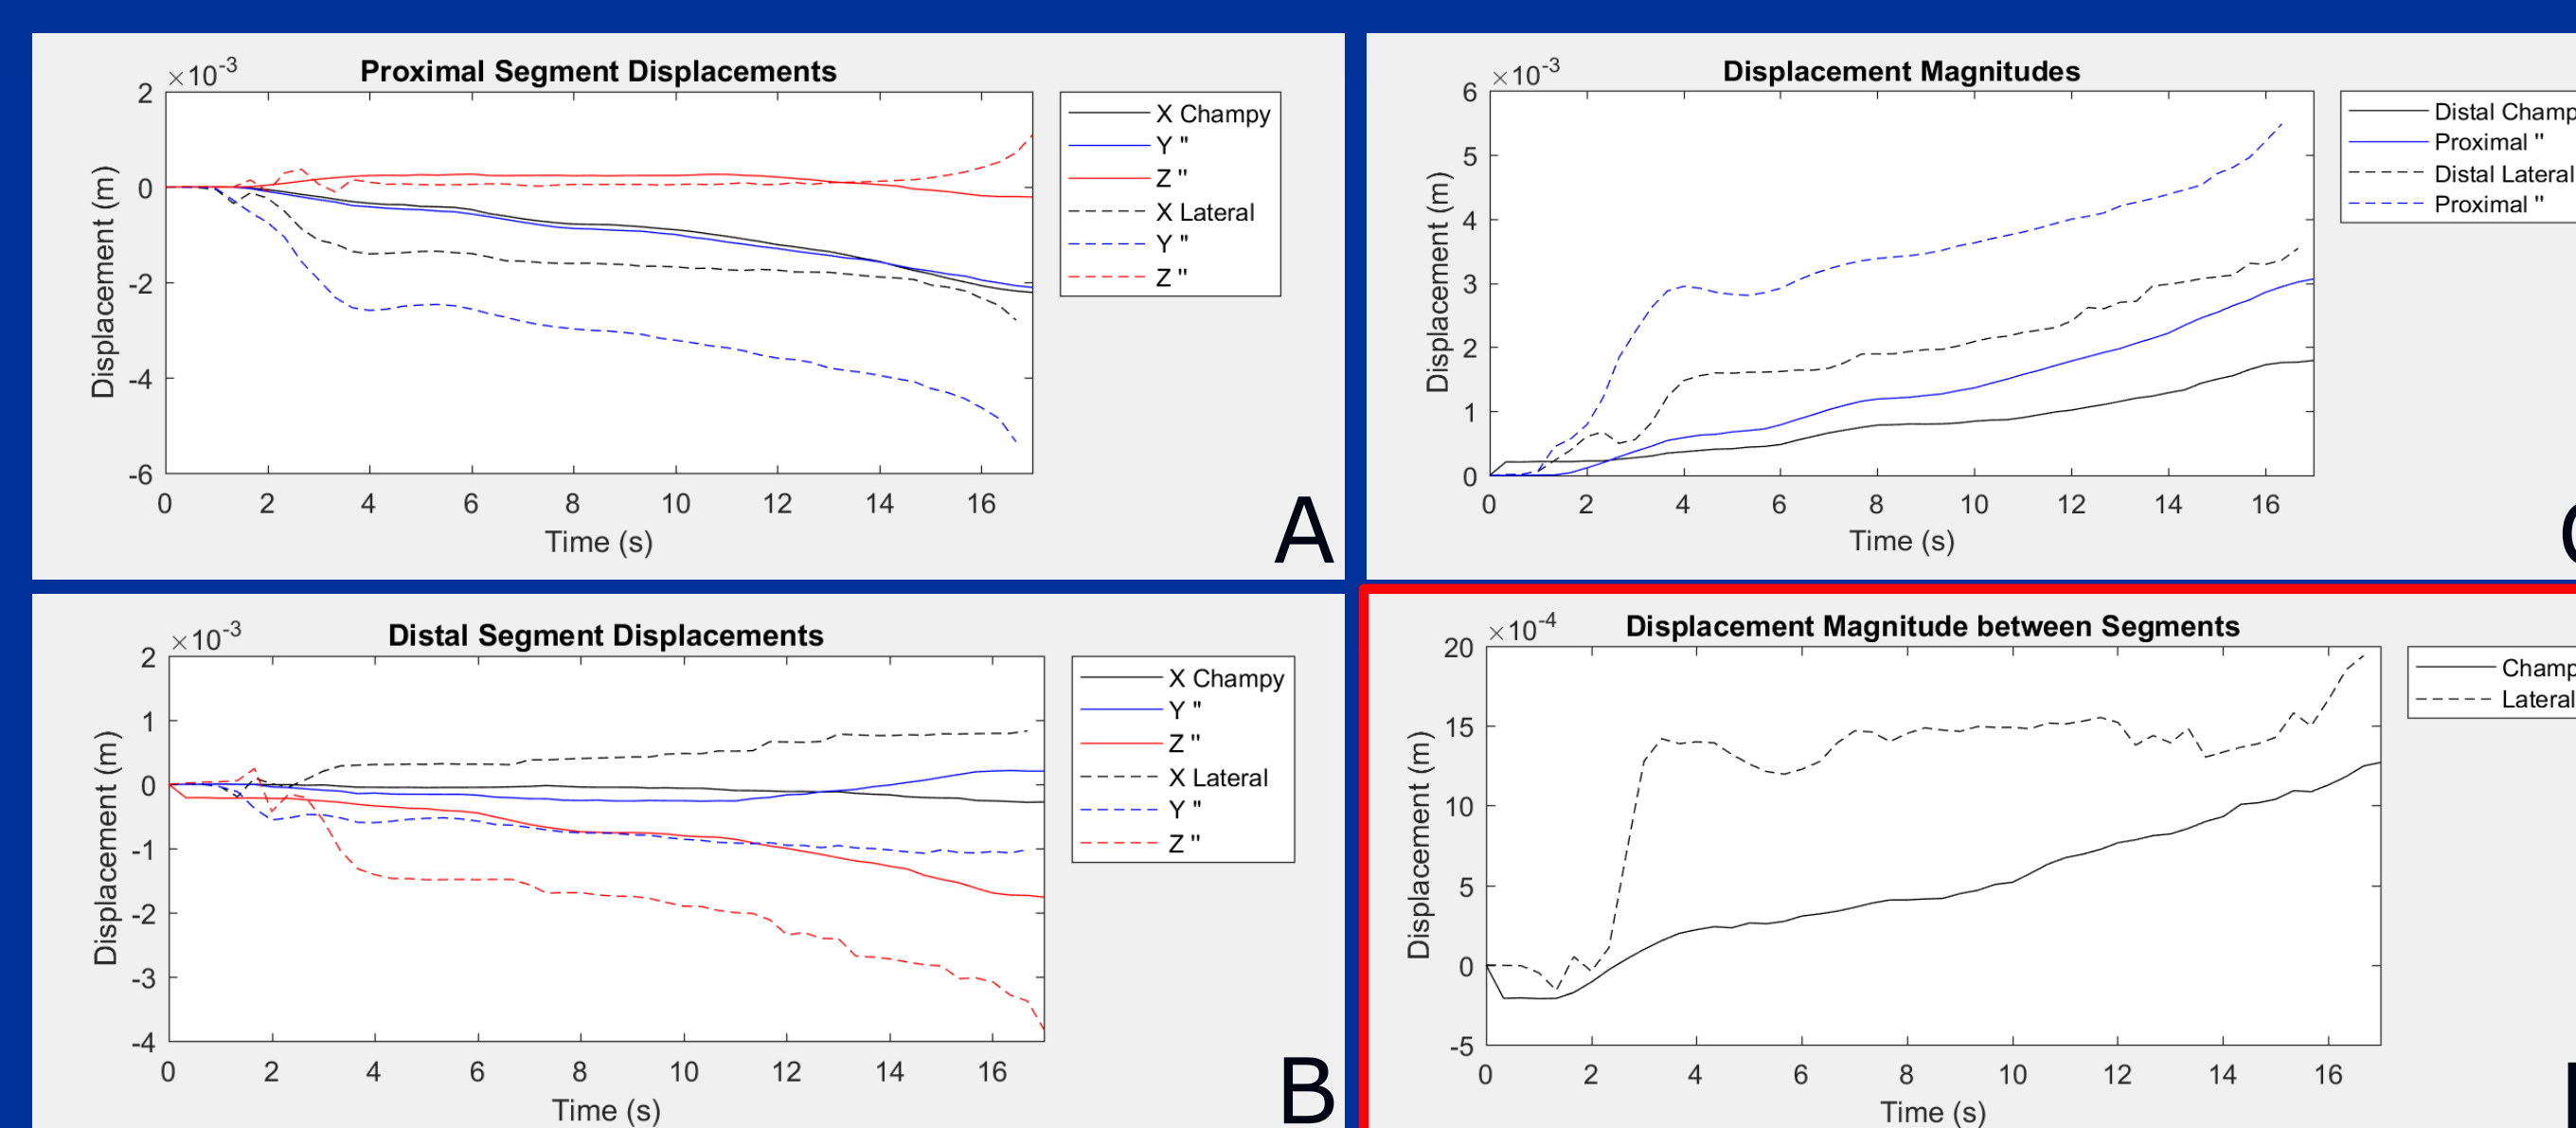 Proximal Segment Displacements
×10-3
2
0
-2
-4
-6
0 2 4 6 8 10 12 14 16
Displacement (m)
Time (s)
X Champy
Y "
Z "
X Lateral
Y "
Z "
A
Displacement Magnitudes
×10-3
6
5
4
3
2
1
0
0 2 4 6 8 10 12 14 16
Displacement (m)
Time (s)
Distal Champ
Proximal "
Distal Lateral
Proximal "
Distal Segment Displacements
×10-3
2
1
0
-1
-2
-3
-4
0 2 4 6 8 10 12 14 16
Displacement (m)
Time (s)
X Champy
Y "
Z "
X Lateral
Y "
Z "
B
Displacement Magnitude between Segments
×10-4
20
15
10
5
0
-5
0 2 4 6 8 10 12 14 16
Displacement (m)
Time (s)
Champ
Lateral